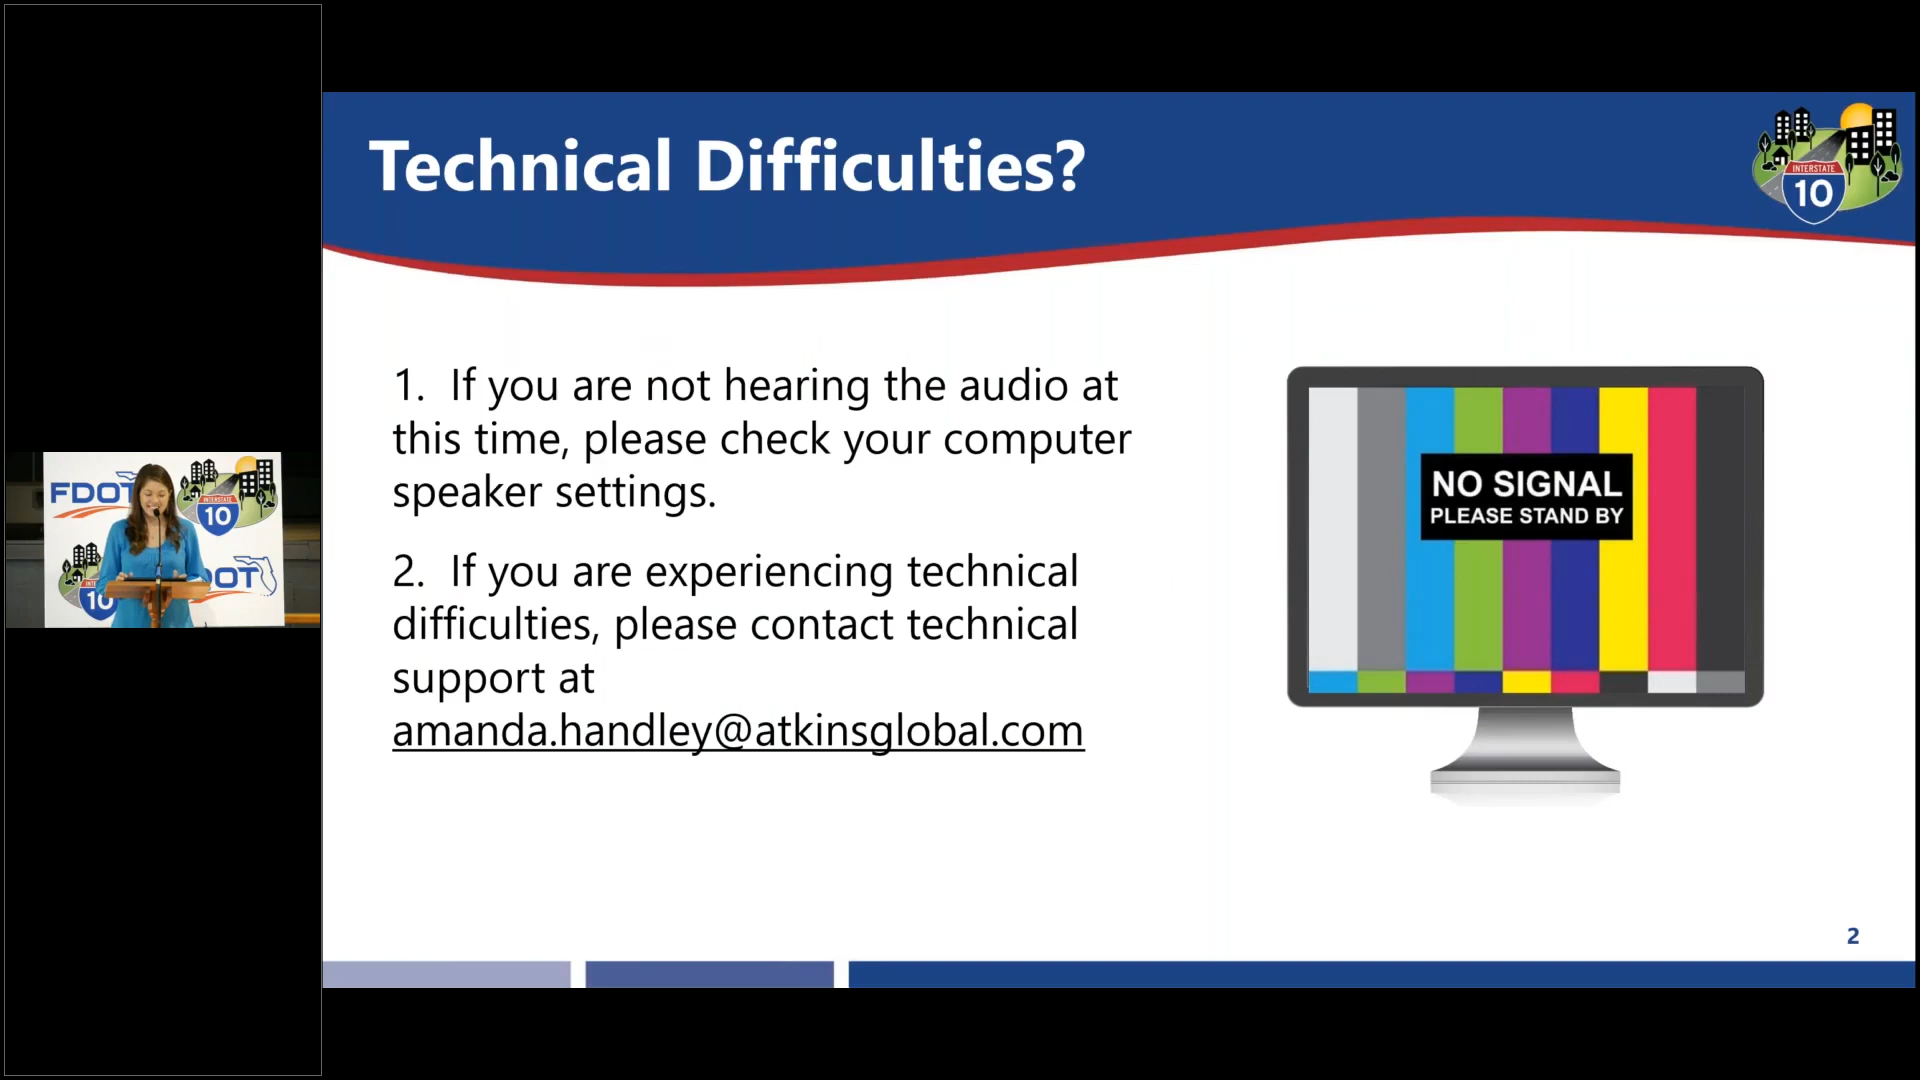 Technical Difficulties?
INTERSTATE
10
1. If you are not hearing the audio at
this time, please check your computer
speaker settings.
2. If you are experiencing technical
difficulties, please contact technical
support at
amanda.handley@atkinsglobal.com
NO SIGNAL
PLEASE STAND BY
2
FDOT
INTERSTATE
10
10